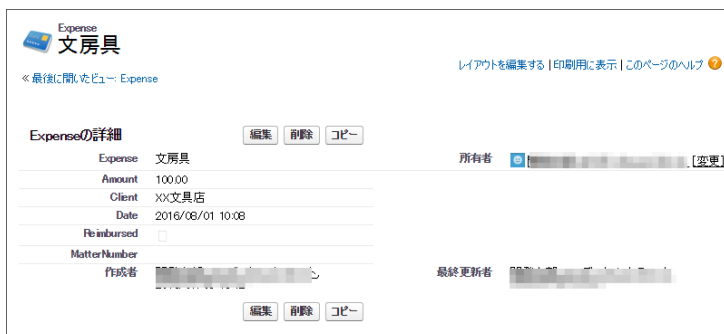 Expense
文房具
レイアウトを編集する | 印刷用に表示 | このページのヘルプ ?
«最後に開いたビュー: Expense
Expenseの詳細 編集 削除 コピー
Expense 文房具 所有者 [変更]
Amount 100.00
Client XX文具店
Date 2016/08/01 10:08
Reimbursed
MatterNumber
作成者 最終更新者
編集 削除 コピー